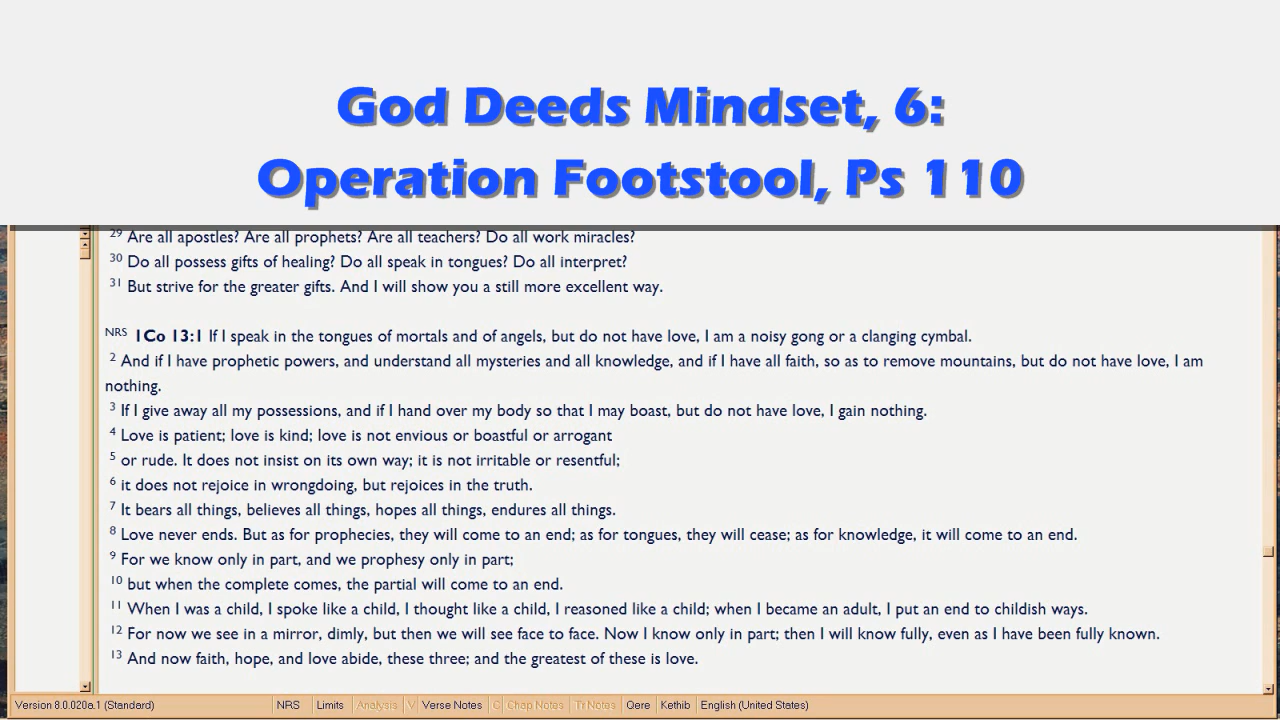 God Deeds Mindset, 6:
Operation Footstool, Ps 110
29 Are all apostles? Are all prophets? Are all teachers? Do all work miracles?
30 Do all possess gifts of healing? Do all speak in tongues? Do all interpret?
31 But strive for the greater gifts. And I will show you a still more excellent way.
NRS 1Co 13:1 If I speak in the tongues of mortals and of angels, but do not have love, I am a noisy gong or a clanging cymbal.
2 And if I have prophetic powers, and understand all mysteries and all knowledge, and if I have all faith, so as to remove mountains, but do not have love, I am
nothing.
3 If I give away all my possessions, and if I hand over my body so that I may boast, but do not have love, I gain nothing.
4 Love is patient; love is kind; love is not envious or boastful or arrogant
5 or rude. It does not insist on its own way; it is not irritable or resentful;
6 it does not rejoice in wrongdoing, but rejoices in the truth.
7 It bears all things, believes all things, hopes all things, endures all things.
8 Love never ends. But as for prophecies, they will come to an end; as for tongues, they will cease; as for knowledge, it will come to an end.
9 For we know only in part, and we prophesy only in part;
10 but when the complete comes, the partial will come to an end.
11 When I was a child, I spoke like a child, I thought like a child, I reasoned like a child; when I became an adult, I put an end to childish ways.
12 For now we see in a mirror, dimly, but then we will see face to face. Now I know only in part; then I will know fully, even as I have been fully known.
13 And now faith, hope, and love abide, these three; and the greatest of these is love.
Version 8.0.020a.1 (Standard) NRS Limits Analysis V Verse Notes C Chap Notes Tr Notes Qere Kethib English (United States)